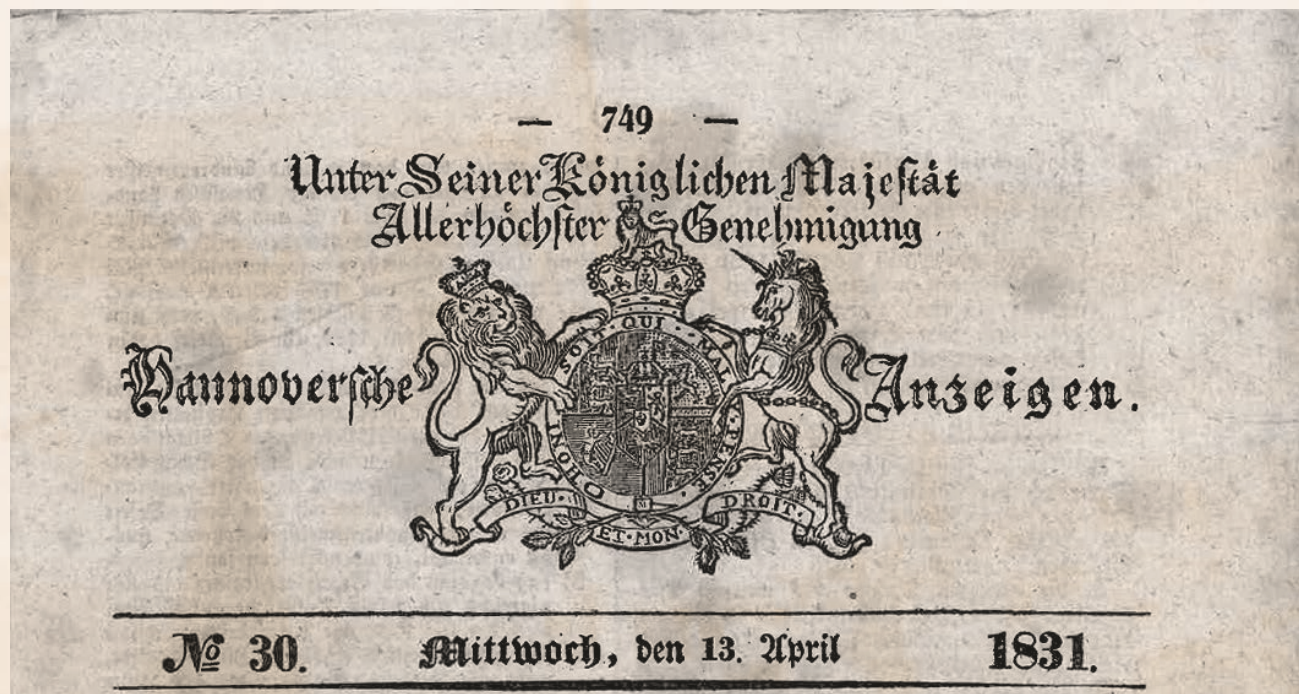 — 749 —
Unter Seiner Königlichen Majestät
Allerhöchster Genehmigung
Hannoversche Anzeigen.
HONI · SOIT · QUI · MAL · Y · PENSE ·
DIEU · ET · MON · DROIT ·
No 30. Mittwoch, den 13. April 1831.